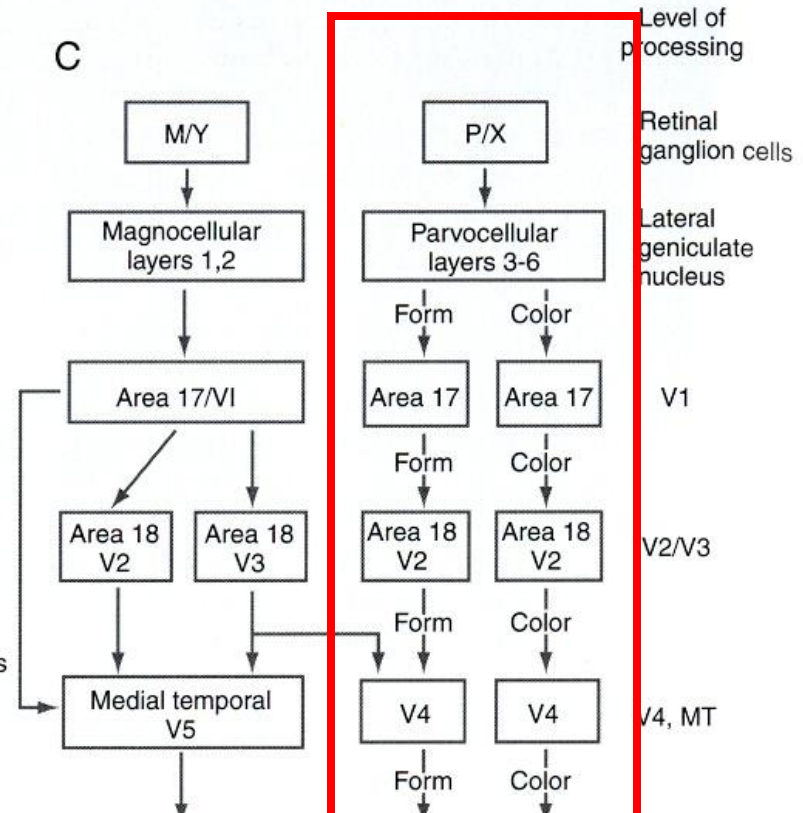 C
Level of
processing
M/Y
P/X
Retinal
ganglion cells
Magnocellular
layers 1,2
Parvocellular
layers 3-6
Lateral
geniculate
nucleus
Form
Color
Area 17/VI
Area 17
Area 17
V1
Form
Color
Area 18
V2
Area 18
V3
Area 18
V2
Area 18
V2
V2/V3
Form
Color
s
Medial temporal
V5
V4
V4
V4, MT
Form
Color